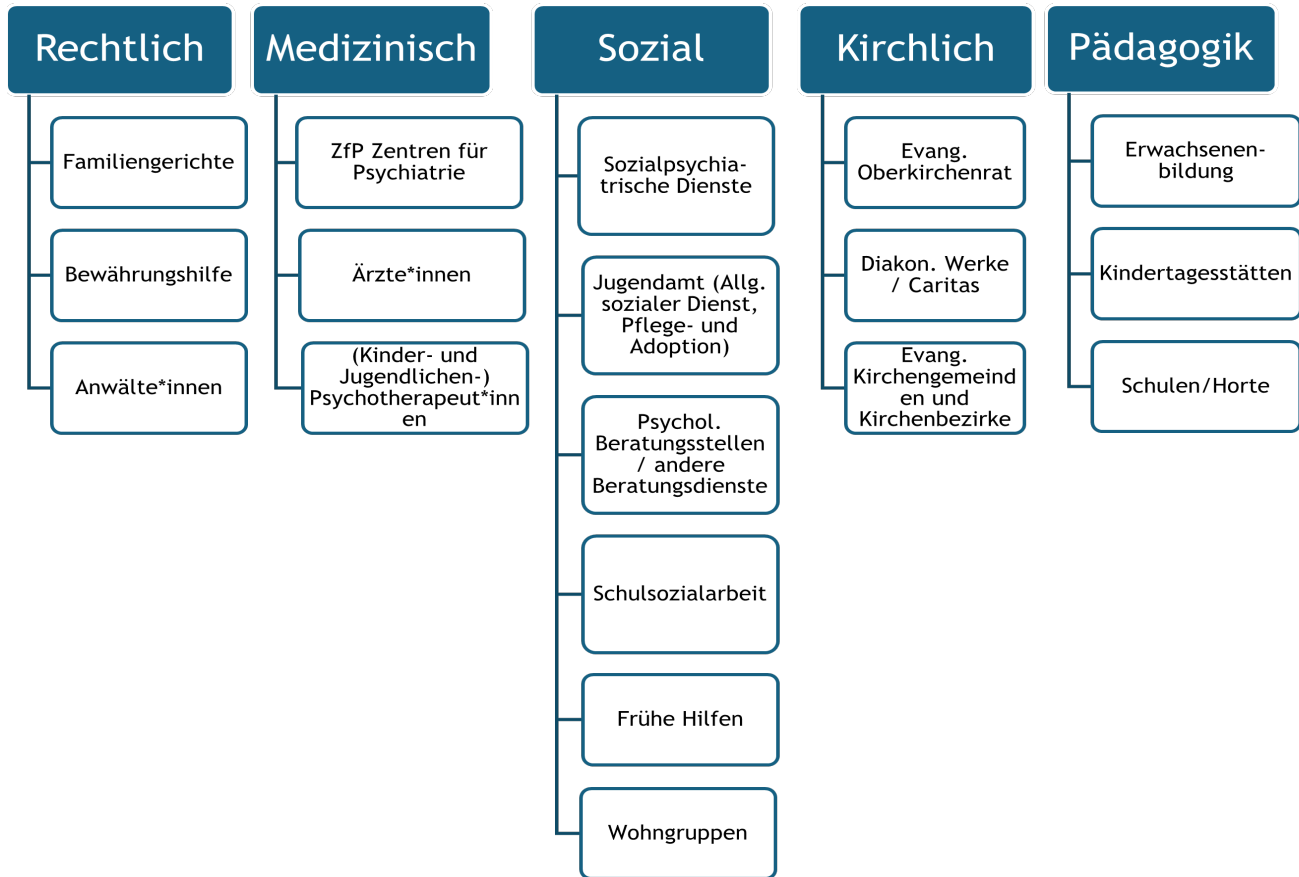 Rechtlich
Familiengerichte
Bewährungshilfe
Anwälte*innen
Medizinisch
ZfP Zentren für
Psychiatrie
Ärzte*innen
(Kinder- und
Jugendlichen-)
Psychotherapeut*inn
en
Sozial
Sozialpsychia-
trische Dienste
Jugendamt (Allg.
sozialer Dienst,
Pflege- und
Adoption)
Psychol.
Beratungsstellen
/ andere
Beratungsdienste
Schulsozialarbeit
Frühe Hilfen
Wohngruppen
Kirchlich
Evang.
Oberkirchenrat
Diakon. Werke
/ Caritas
Evang.
Kirchengemeind
en und
Kirchenbezirke
Pädagogik
Erwachsenen-
bildung
Kindertagesstätten
Schulen/Horte